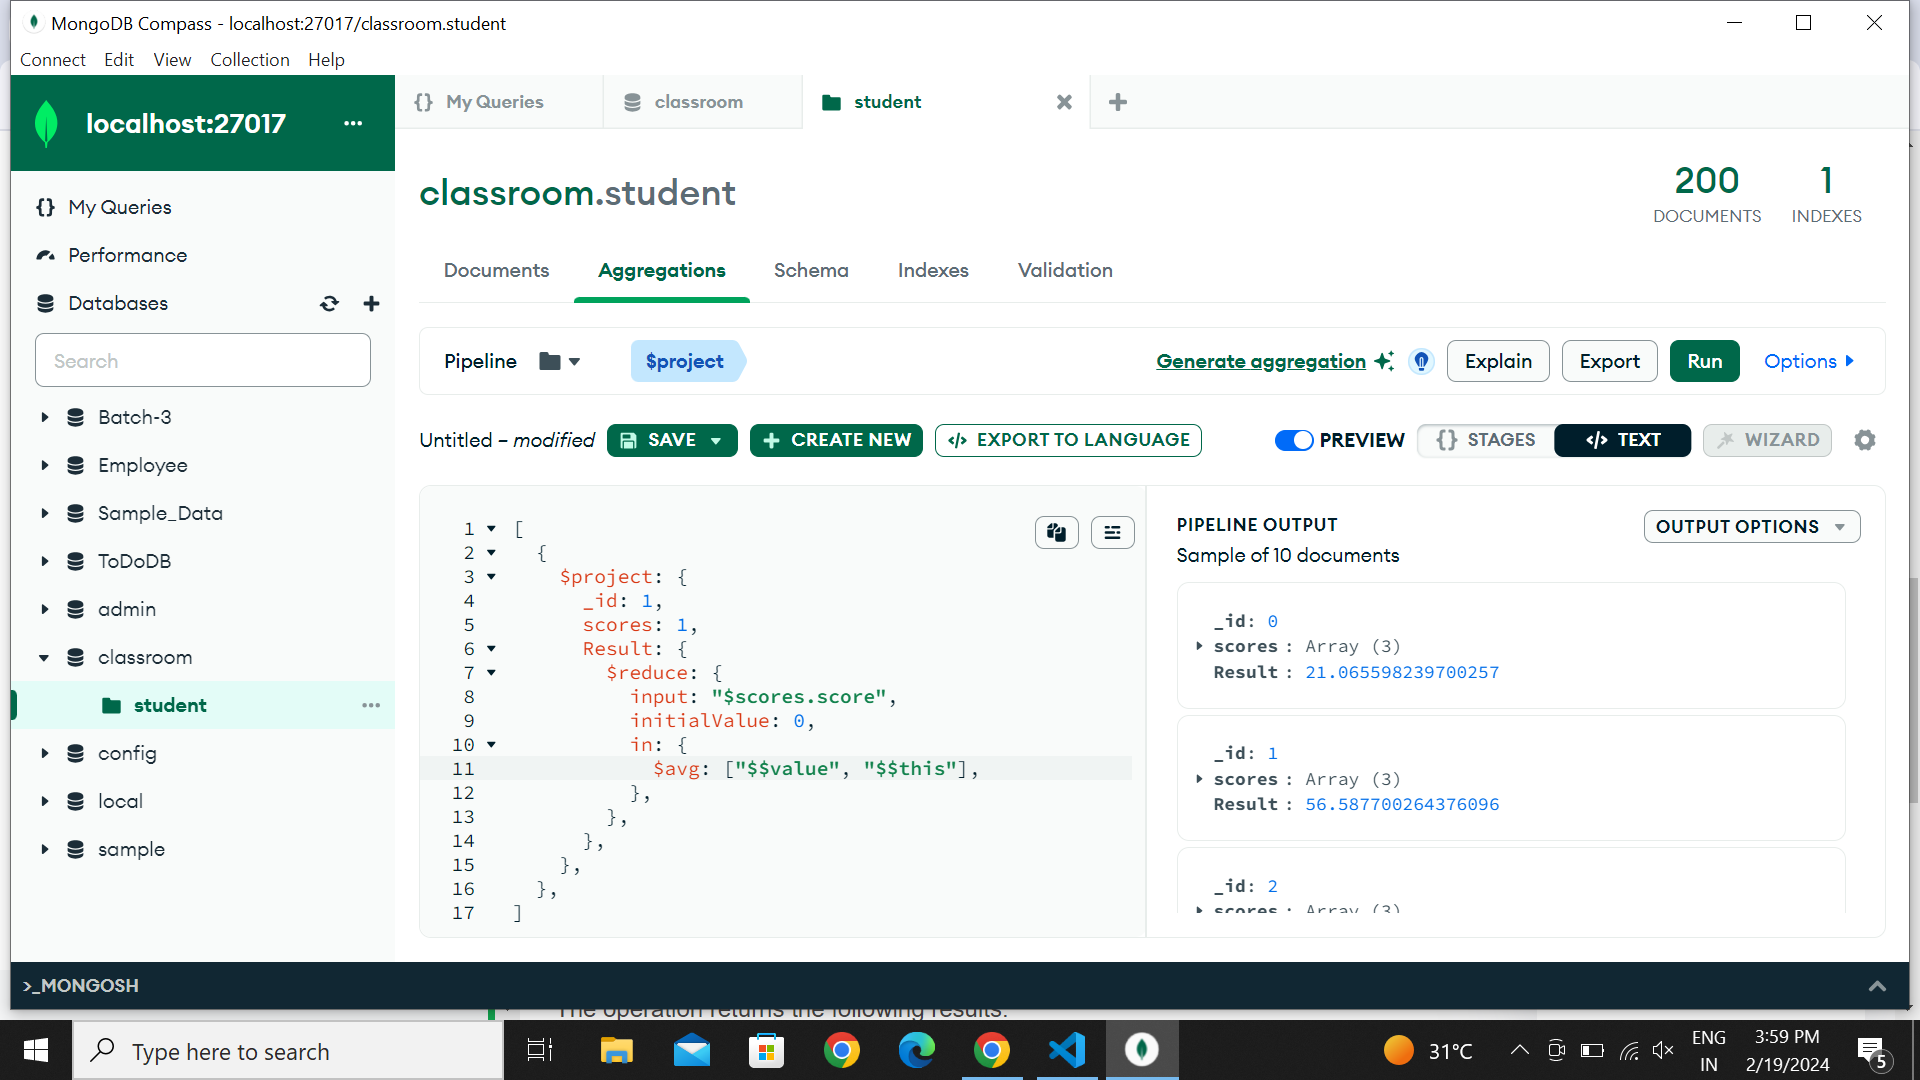 MongoDB Compass - localhost:27017/classroom.student
Connect Edit View Collection Help
localhost:27017
My Queries
classroom
student
My Queries
Performance
Databases
Search
Batch-3
Employee
Sample_Data
ToDoDB
admin
classroom
student
config
local
sample
classroom.student
200
DOCUMENTS
1
INDEXES
Documents Aggregations Schema Indexes Validation
Pipeline
$project
Generate aggregation
Explain
Export
Run
Options
Untitled – modified
SAVE
CREATE NEW
</> EXPORT TO LANGUAGE
PREVIEW
{} STAGES
</> TEXT
WIZARD
1 [
2 {
3 $project: {
4 _id: 1,
5 scores: 1,
6 Result: {
7 $reduce: {
8 input: "$scores.score",
9 initialValue: 0,
10 in: {
11 $avg: ["$$value", "$$this"],
12 },
13 },
14 },
15 },
16 },
17 ]
PIPELINE OUTPUT
OUTPUT OPTIONS
Sample of 10 documents
_id: 0
scores : Array (3)
Result : 21.065598239700257
_id: 1
scores : Array (3)
Result : 56.587700264376096
_id: 2
scores : Array (3)
>_MONGOSH
The operation returns the following results:
Type here to search
31°C
ENG
IN
3:59 PM
2/19/2024
5